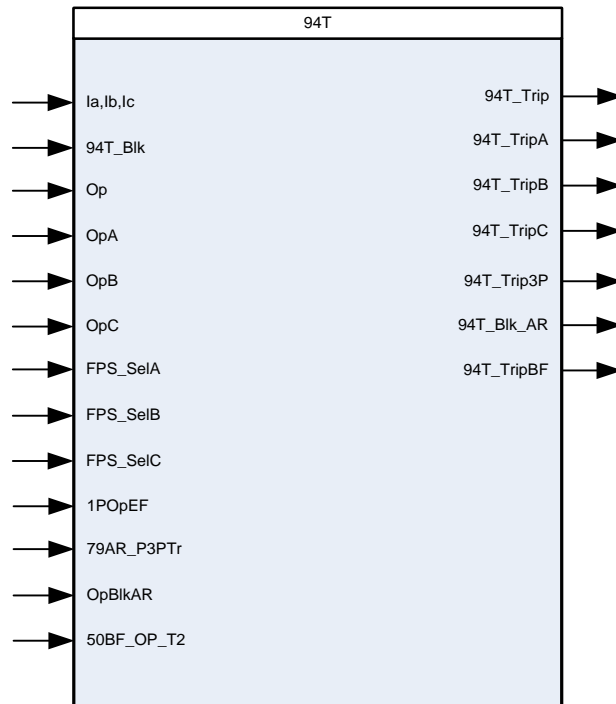 94T
Ia,Ib,Ic
94T_Blk
Op
OpA
OpB
OpC
FPS_SelA
FPS_SelB
FPS_SelC
1POpEF
79AR_P3PTr
OpBlkAR
50BF_OP_T2
94T_Trip
94T_TripA
94T_TripB
94T_TripC
94T_Trip3P
94T_Blk_AR
94T_TripBF